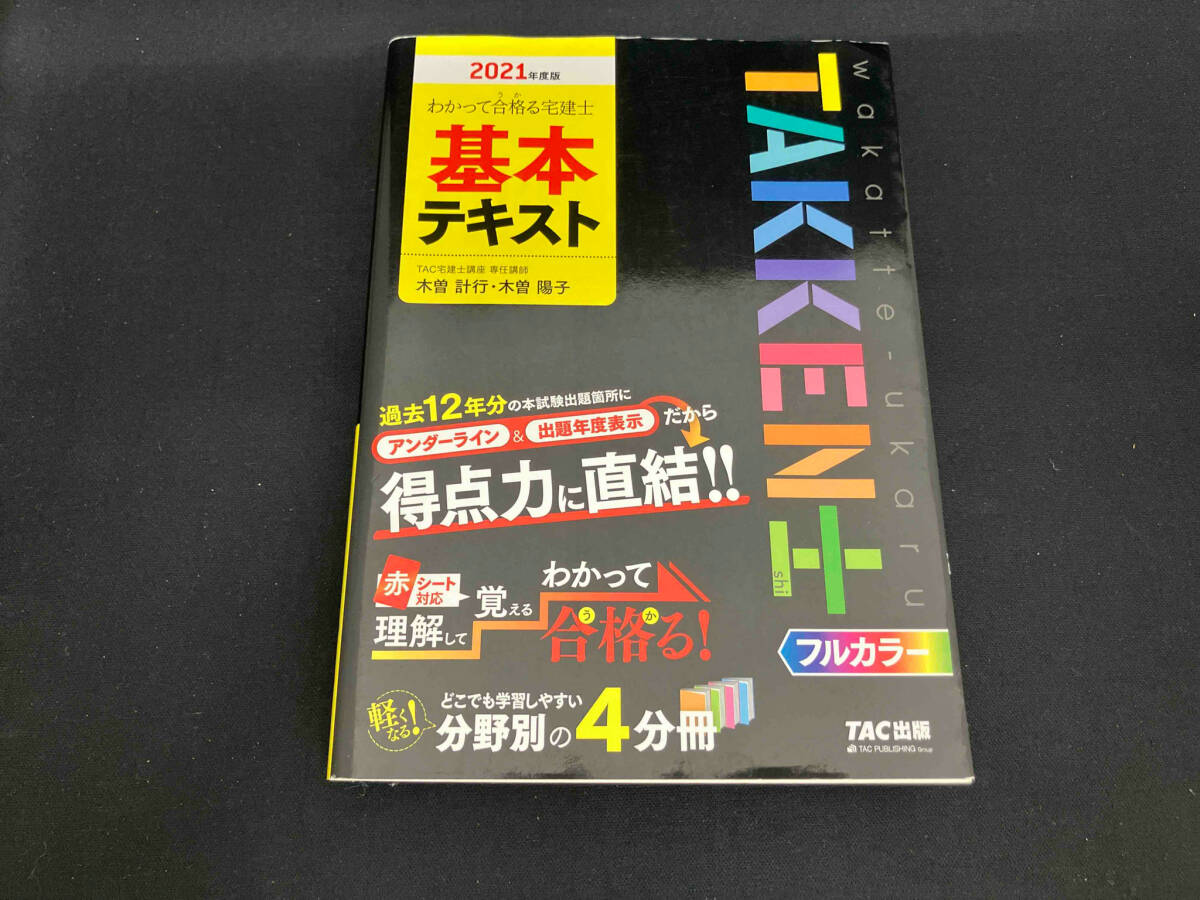 2021年度版
わかって合格る宅建士
うか
基本
テキスト
TAC宅建士講座 専任講師
木曽 計行・木曽 陽子
wakatte-ukaru
TAKKEN士
shi
過去12年分の本試験出題箇所に
アンダーライン&出題年度表示だから
得点力に直結!!
赤シート対応
理解して
覚える
わかって
合格る!
うか
フルカラー
軽くなる!
どこでも学習しやすい
分野別の4分冊
TAC出版
TAC PUBLISHING Group